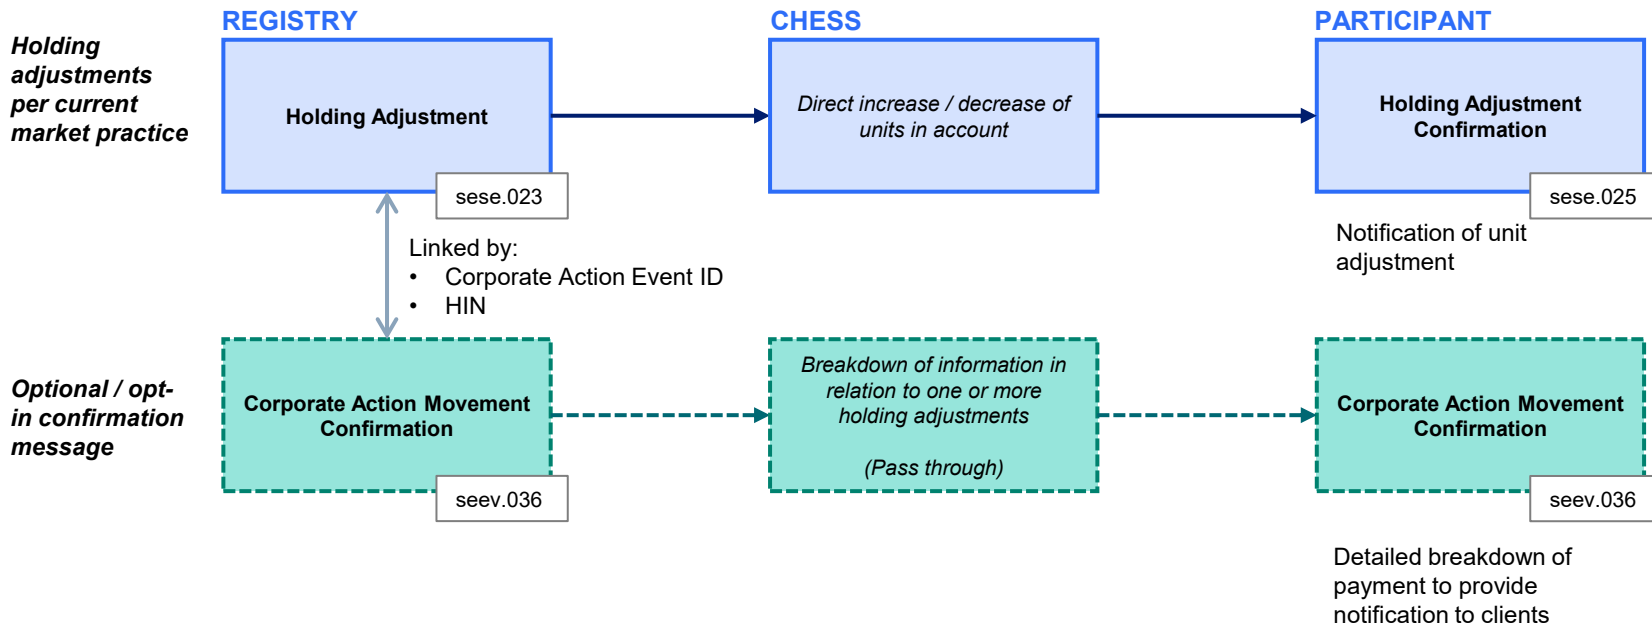 REGISTRY
CHESS
PARTICIPANT
Holding
adjustments
per current
market practice
Holding Adjustment
sese.023
Direct increase / decrease of
units in account
Holding Adjustment
Confirmation
sese.025
Notification of unit
adjustment
Linked by:
• Corporate Action Event ID
• HIN
Optional / opt-
in confirmation
message
Corporate Action Movement
Confirmation
seev.036
Breakdown of information in
relation to one or more
holding adjustments
(Pass through)
Corporate Action Movement
Confirmation
seev.036
Detailed breakdown of
payment to provide
notification to clients